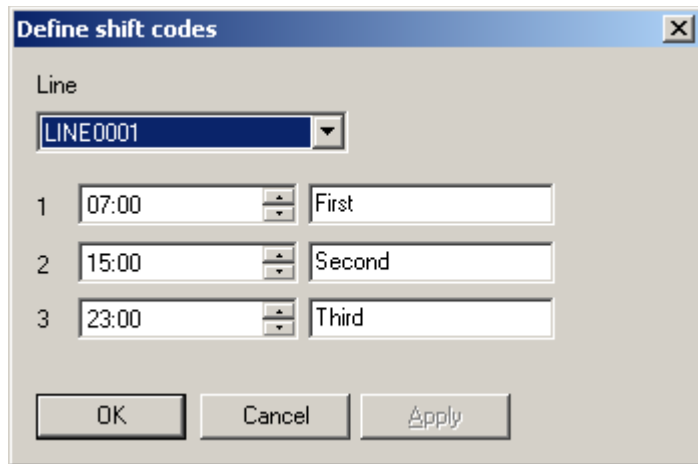 Define shift codes
Line
LINE0001
1 07:00 First
2 15:00 Second
3 23:00 Third
OK Cancel Apply